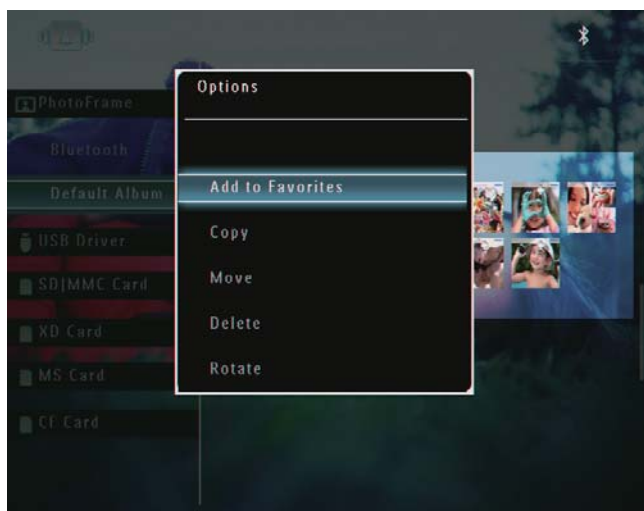 PhotoFrame
Bluetooth
Default Album
USB Driver
SD|MMC Card
XD Card
MS Card
CF Card
Options
Add to Favorites
Copy
Move
Delete
Rotate